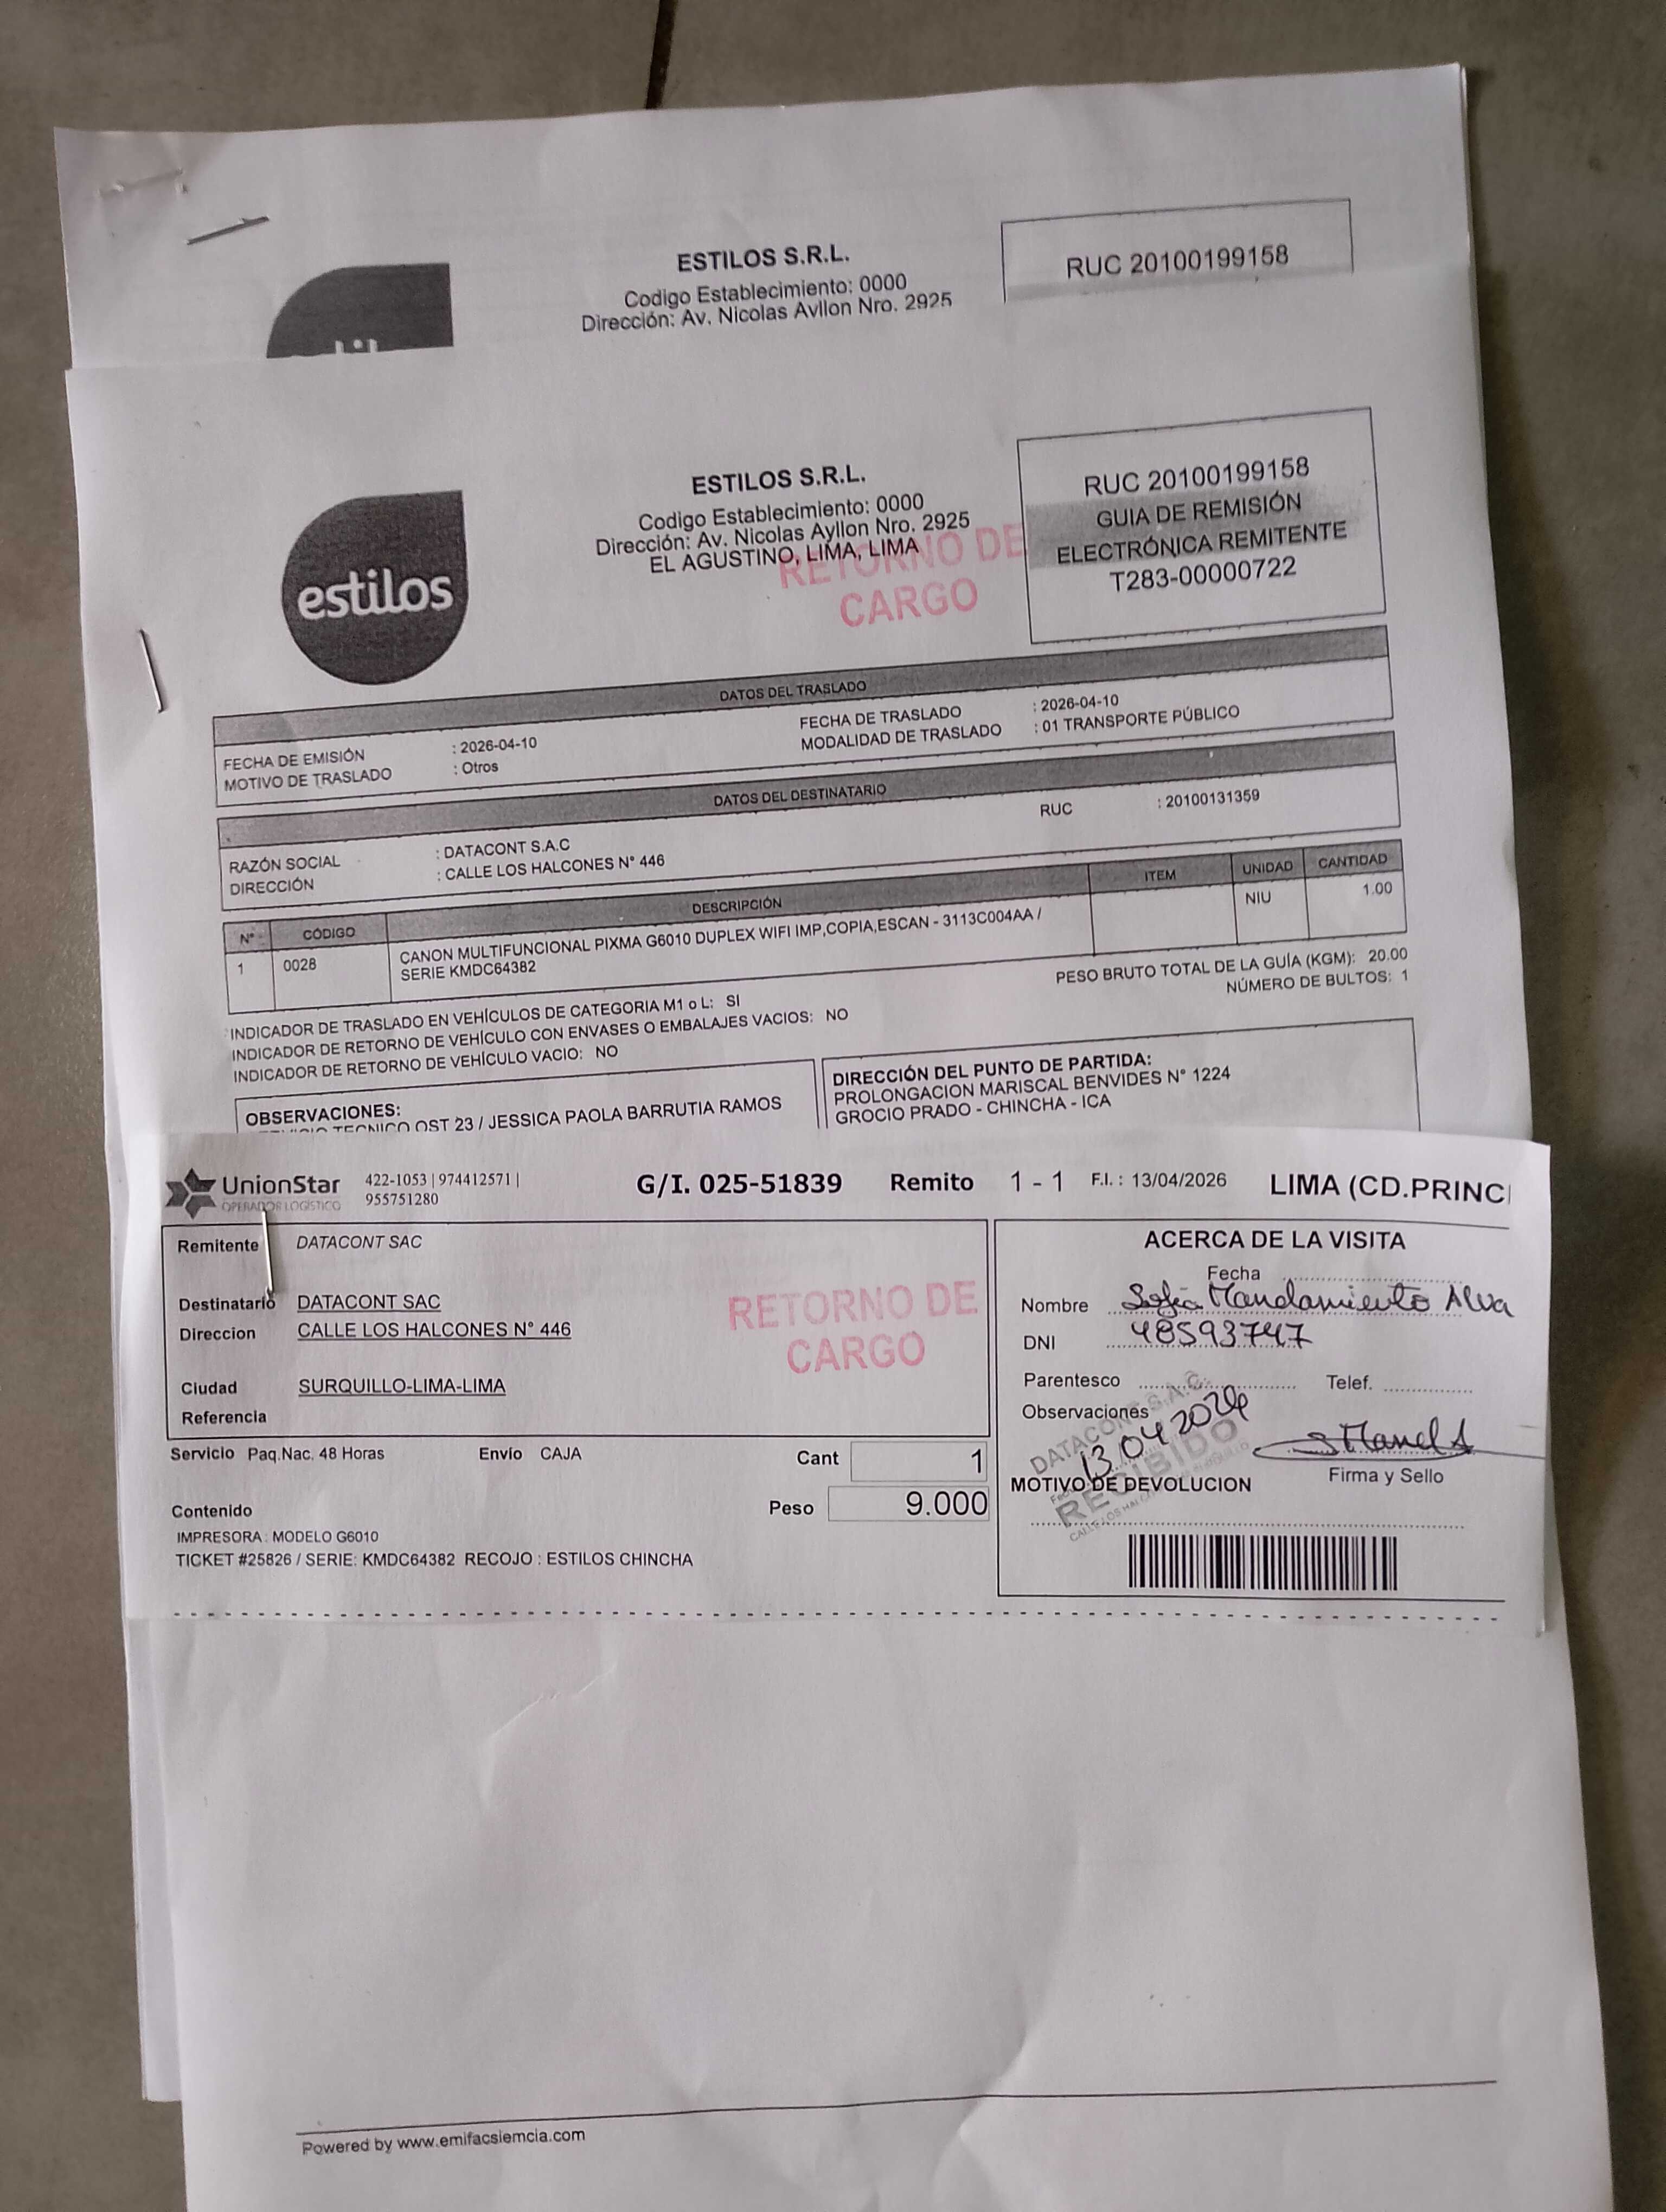 ESTILOS S.R.L.
Codigo Establecimiento: 0000
Dirección: Av. Nicolas Avllon Nro. 2925
RUC 20100199158
estilos
ESTILOS S.R.L.
Codigo Establecimiento: 0000
Dirección: Av. Nicolas Ayllon Nro. 2925
EL AGUSTINO, LIMA, LIMA
RETORNO DE
CARGO
RUC 20100199158
GUIA DE REMISIÓN
ELECTRÓNICA REMITENTE
T283-00000722
DATOS DEL TRASLADO
FECHA DE EMISIÓN : 2026-04-10 FECHA DE TRASLADO : 2026-04-10
MOTIVO DE TRASLADO : Otros MODALIDAD DE TRASLADO : 01 TRANSPORTE PÚBLICO
DATOS DEL DESTINATARIO
RAZÓN SOCIAL : DATACONT S.A.C RUC : 20100131359
DIRECCIÓN : CALLE LOS HALCONES N° 446
N° CÓDIGO DESCRIPCIÓN ITEM UNIDAD CANTIDAD
1 0028 CANON MULTIFUNCIONAL PIXMA G6010 DUPLEX WIFI IMP,COPIA,ESCAN - 3113C004AA / NIU 1.00
SERIE KMDC64382
PESO BRUTO TOTAL DE LA GUÍA (KGM): 20.00
NÚMERO DE BULTOS: 1
INDICADOR DE TRASLADO EN VEHÍCULOS DE CATEGORIA M1 o L: SI
INDICADOR DE RETORNO DE VEHÍCULO CON ENVASES O EMBALAJES VACIOS: NO
INDICADOR DE RETORNO DE VEHÍCULO VACIO: NO
OBSERVACIONES:
TECNICO OST 23 / JESSICA PAOLA BARRUTIA RAMOS
DIRECCIÓN DEL PUNTO DE PARTIDA:
PROLONGACION MARISCAL BENVIDES N° 1224
GROCIO PRADO - CHINCHA - ICA
UnionStar
OPERADOR LOGÍSTICO
422-1053 | 974412571 |
955751280
G/I. 025-51839 Remito 1 - 1 F.I. : 13/04/2026 LIMA (CD.PRINC
Remitente DATACONT SAC
Destinatario DATACONT SAC
Direccion CALLE LOS HALCONES N° 446
Ciudad SURQUILLO-LIMA-LIMA
Referencia
RETORNO DE
CARGO
Servicio Paq.Nac. 48 Horas Envío CAJA Cant 1
Peso 9.000
Contenido
IMPRESORA : MODELO G6010
TICKET #25826 / SERIE: KMDC64382 RECOJO : ESTILOS CHINCHA
ACERCA DE LA VISITA
Fecha
Nombre Sofia Mandamiento Alva
DNI 48593747
Parentesco Telef.
Observaciones
DATACONT S.A.C.
13 04 2026
RECIBIDO
Firma y Sello
MOTIVO DE DEVOLUCION
Powered by www.emifacsiemcia.com